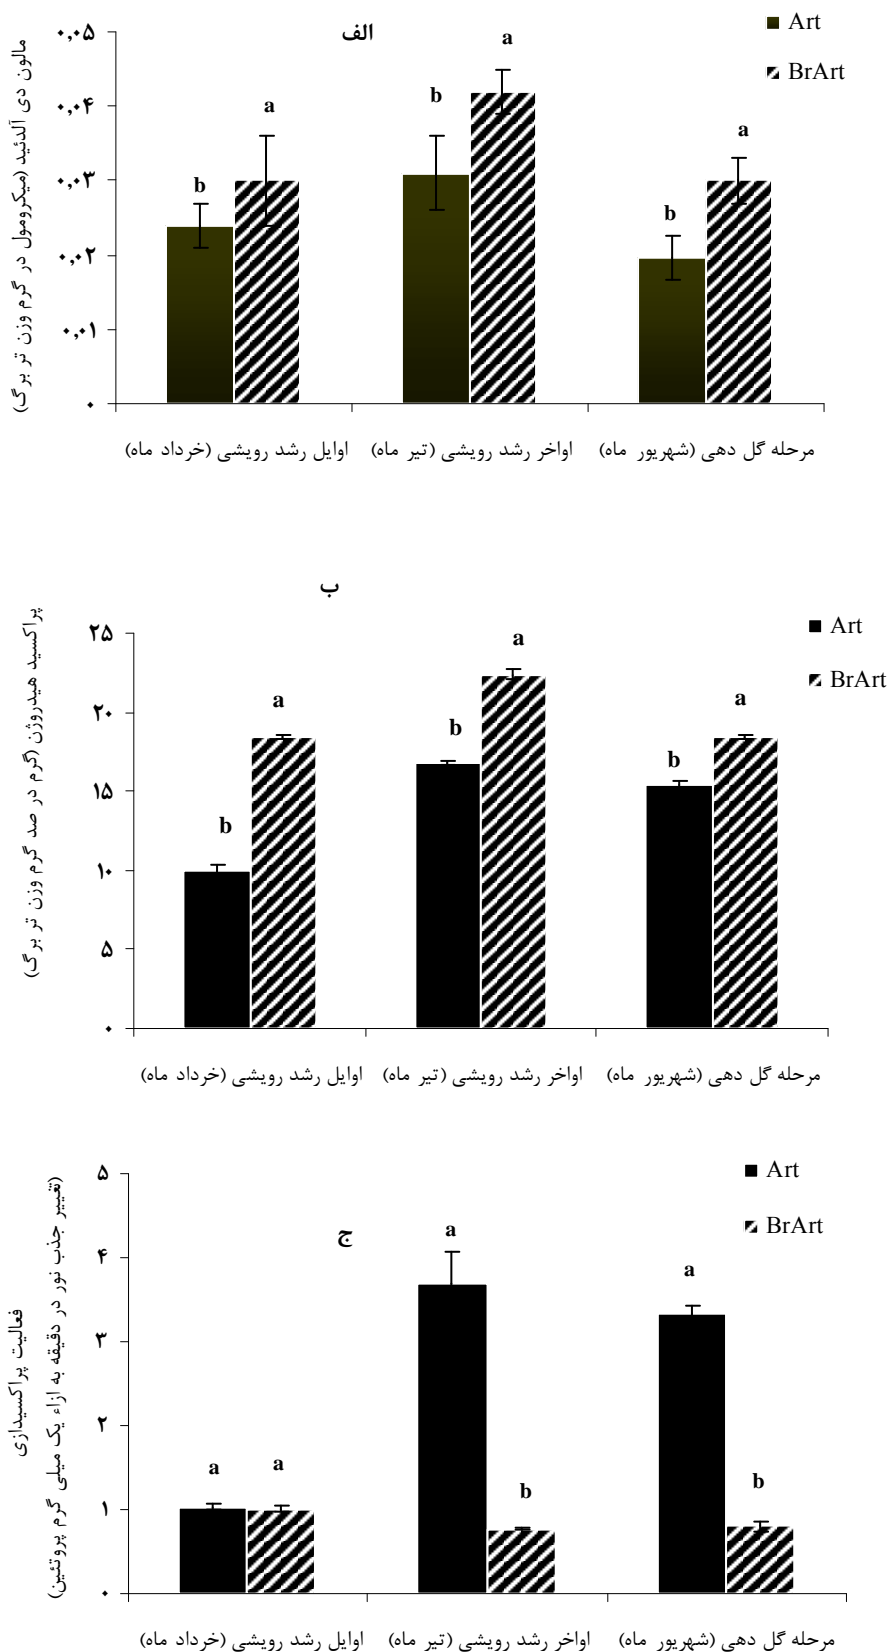 الف
Art
BrArt
مالون دی آلدئید (میکرومول در گرم وزن تر برگ)
۰,۰۵
۰,۰۴
۰,۰۳
۰,۰۲
۰,۰۱
۰
b
a
b
a
b
a
اوایل رشد رویشی (خرداد ماه)
اواخر رشد رویشی (تیر ماه)
مرحله گل دهی (شهریور ماه)
ب
Art
BrArt
پراکسید هیدروژن (گرم در صد گرم وزن تر برگ)
۲۵
۲۰
۱۵
۱۰
۵
۰
b
a
b
a
b
a
اوایل رشد رویشی (خرداد ماه)
اواخر رشد رویشی (تیر ماه)
مرحله گل دهی (شهریور ماه)
ج
Art
BrArt
فعالیت پراکسیدازی
(تغییر جذب نور در دقیقه به ازاء یک میلی گرم پروتئین)
۵
۴
۳
۲
۱
۰
a
a
a
b
a
b
اوایل رشد رویشی (خرداد ماه)
اواخر رشد رویشی (تیر ماه)
مرحله گل دهی (شهریور ماه)